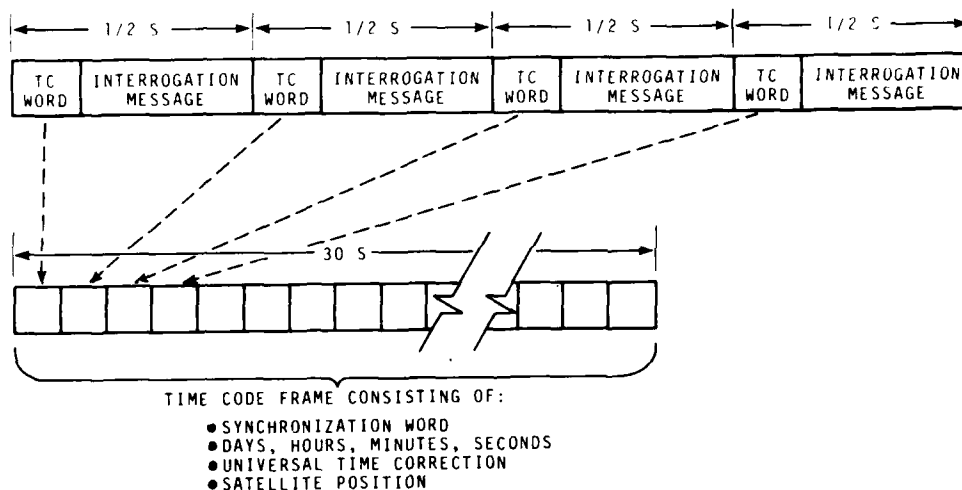 1/2 S 1/2 S 1/2 S 1/2 S
TC WORD INTERROGATION MESSAGE TC WORD INTERROGATION MESSAGE TC WORD INTERROGATION MESSAGE TC WORD INTERROGATION MESSAGE
30 S
TIME CODE FRAME CONSISTING OF:
●SYNCHRONIZATION WORD
●DAYS, HOURS, MINUTES, SECONDS
●UNIVERSAL TIME CORRECTION
●SATELLITE POSITION